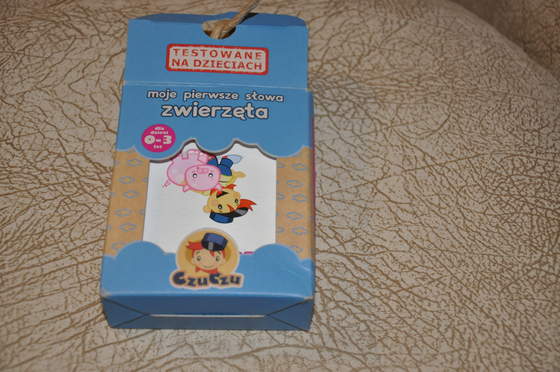 TESTOWANE
NA DZIECIACH
moje pierwsze słowa
zwierzęta
dla
dzieci
0-3
lat
CzuCzu